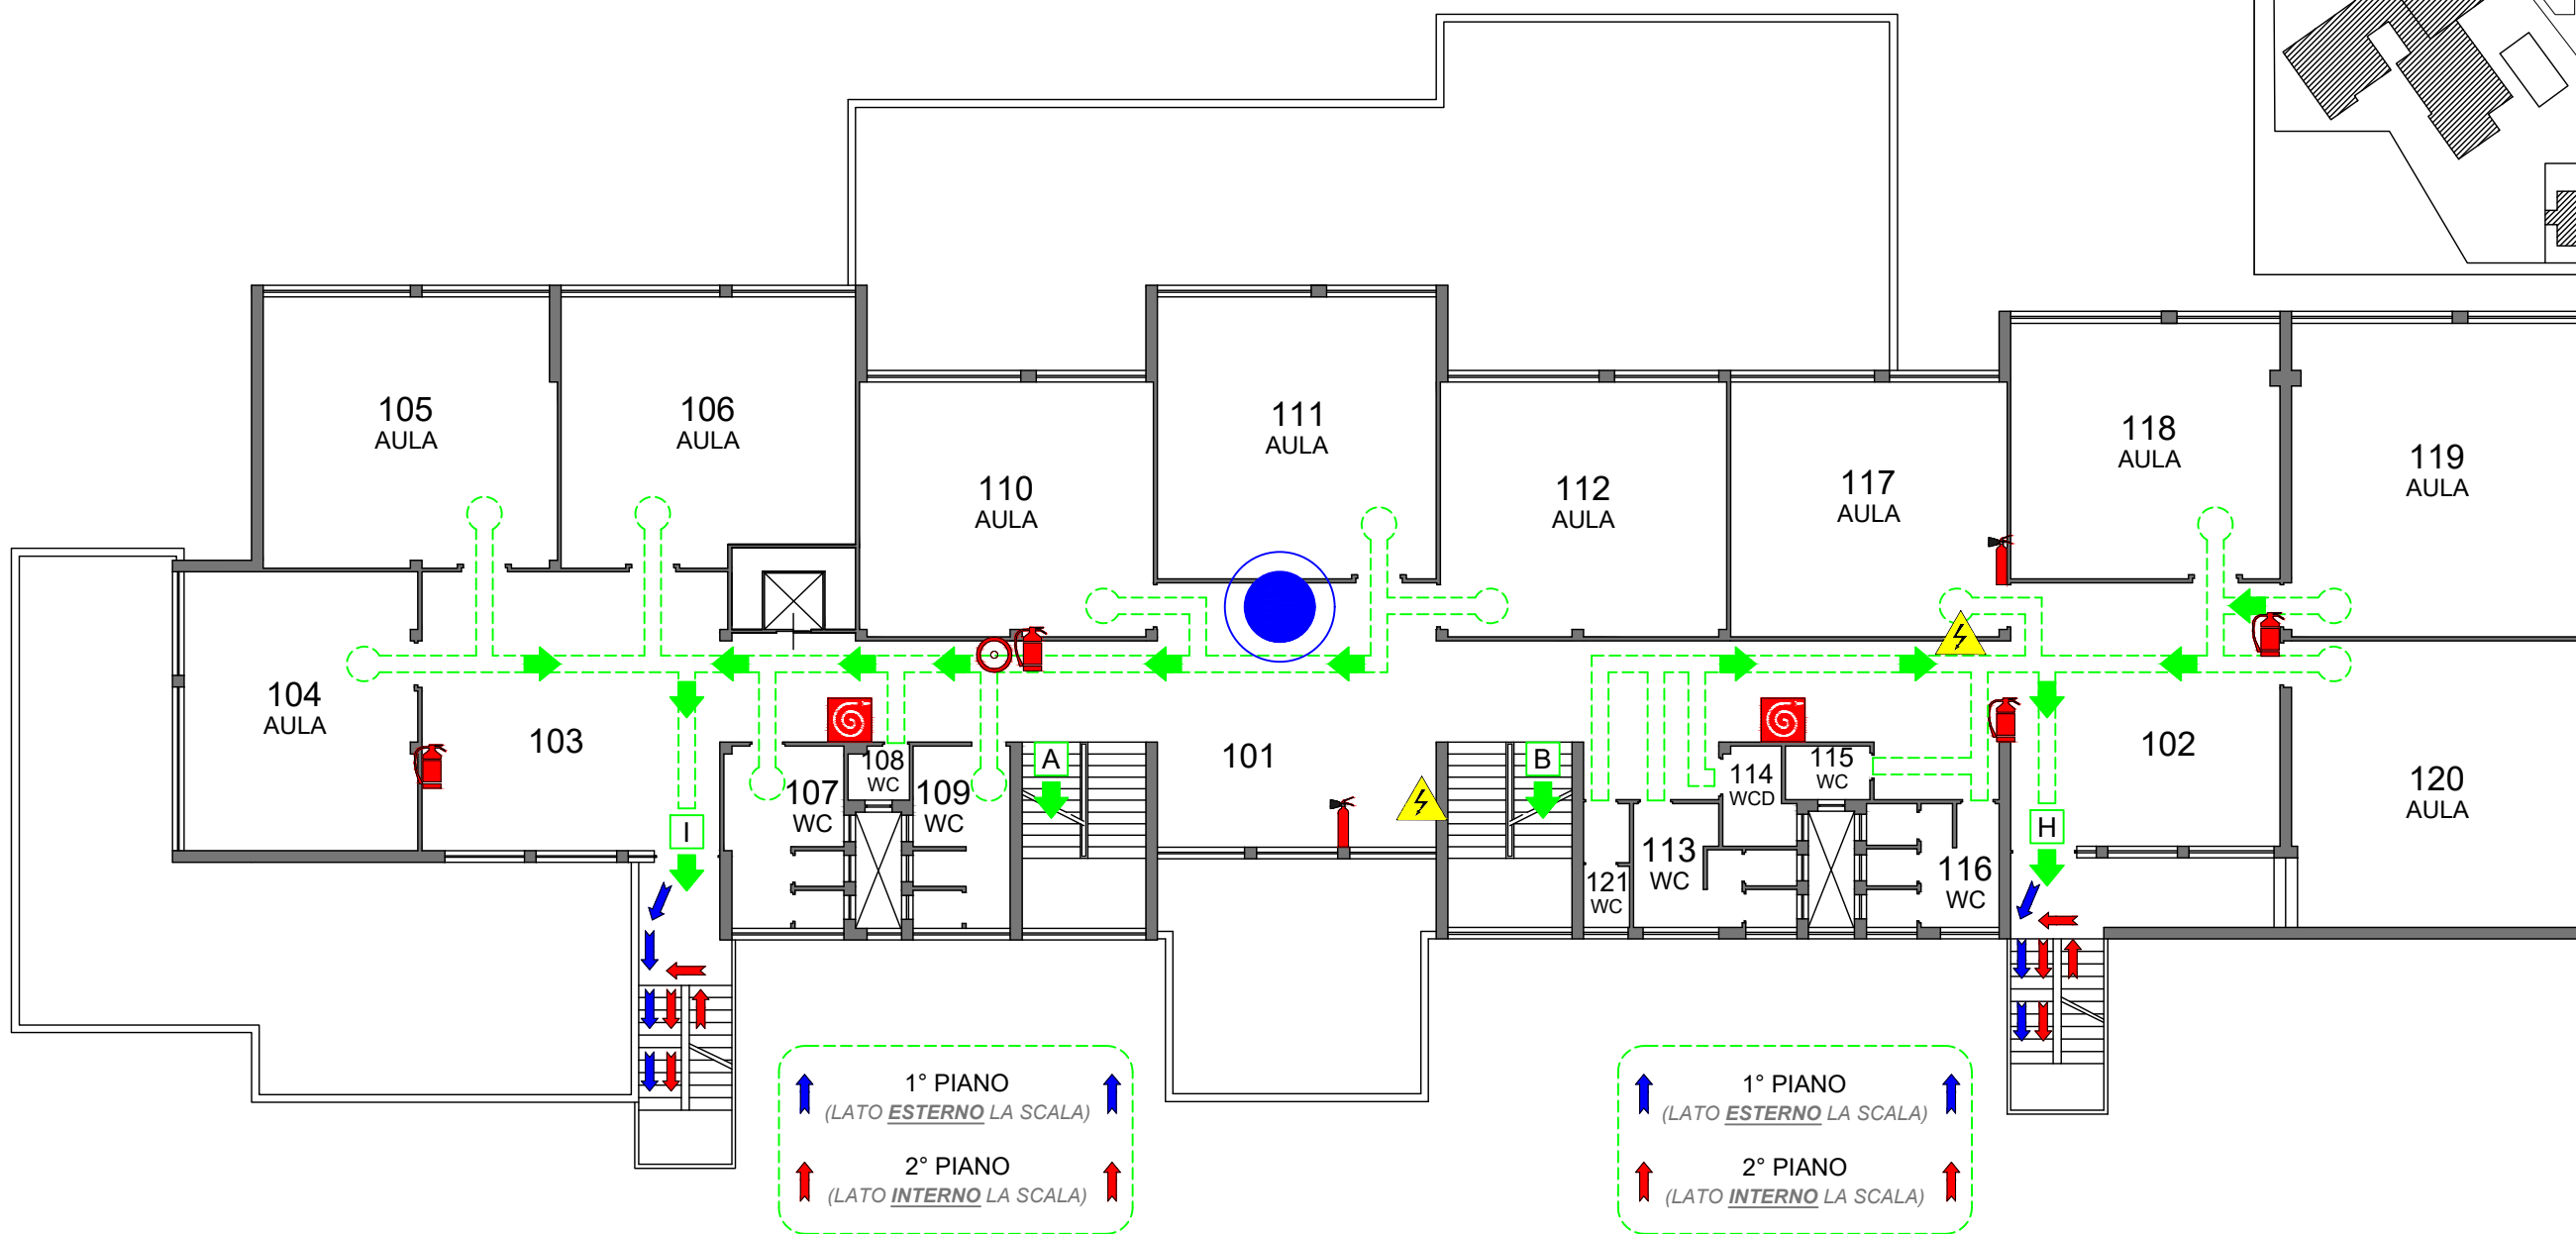 105
AULA
106
AULA
110
AULA
111
AULA
112
AULA
117
AULA
118
AULA
119
AULA
104
AULA
103
107
WC
108
WC
109
WC
A
101
B
121
WC
113
WC
114
WCD
115
WC
116
WC
102
120
AULA
I
H
1° PIANO
(LATO ESTERNO LA SCALA)
2° PIANO
(LATO INTERNO LA SCALA)
1° PIANO
(LATO ESTERNO LA SCALA)
2° PIANO
(LATO INTERNO LA SCALA)